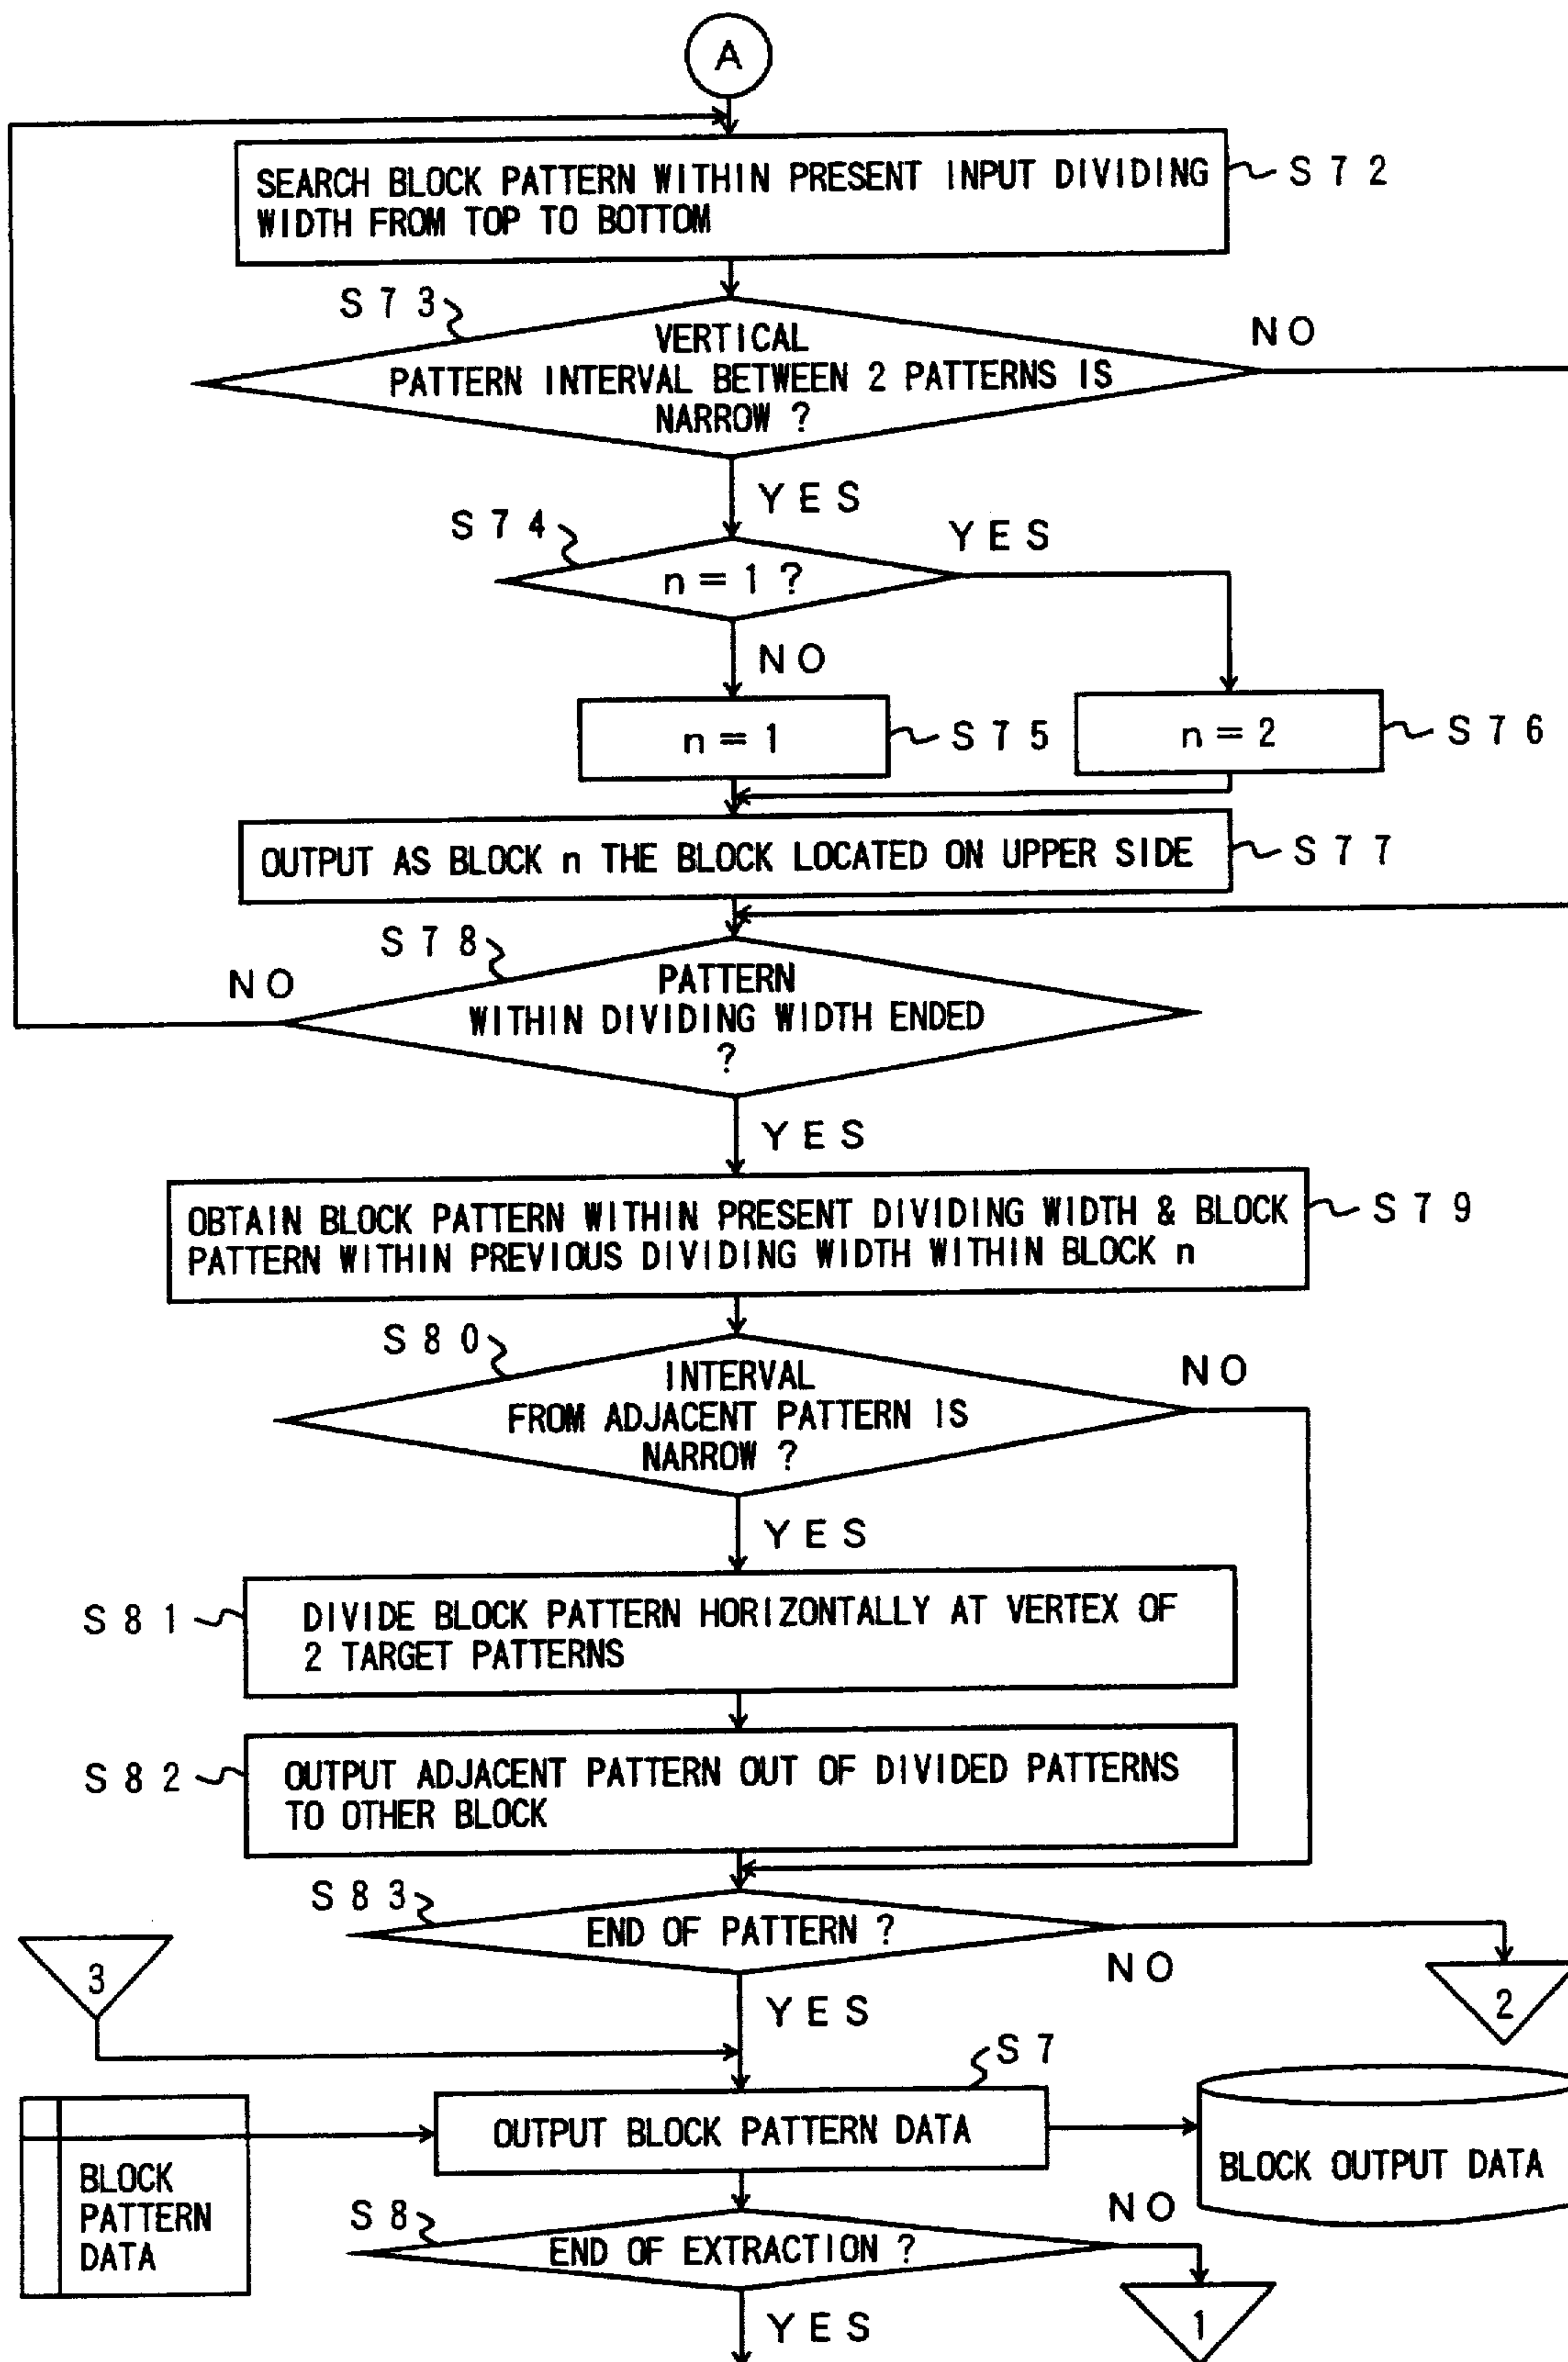 A
SEARCH BLOCK PATTERN WITHIN PRESENT INPUT DIVIDING
WIDTH FROM TOP TO BOTTOM
S72
S73
VERTICAL
PATTERN INTERVAL BETWEEN 2 PATTERNS IS
NARROW ?
NO
YES
S74
n = 1 ?
YES
NO
n = 1
S75
n = 2
S76
OUTPUT AS BLOCK n THE BLOCK LOCATED ON UPPER SIDE
S77
S78
NO
PATTERN
WITHIN DIVIDING WIDTH ENDED
?
YES
OBTAIN BLOCK PATTERN WITHIN PRESENT DIVIDING WIDTH & BLOCK
PATTERN WITHIN PREVIOUS DIVIDING WIDTH WITHIN BLOCK n
S79
S80
INTERVAL
FROM ADJACENT PATTERN IS
NARROW ?
NO
YES
S81
DIVIDE BLOCK PATTERN HORIZONTALLY AT VERTEX OF
2 TARGET PATTERNS
S82
OUTPUT ADJACENT PATTERN OUT OF DIVIDED PATTERNS
TO OTHER BLOCK
S83
END OF PATTERN ?
NO
3
2
YES
S7
OUTPUT BLOCK PATTERN DATA
BLOCK
PATTERN
DATA
BLOCK OUTPUT DATA
S8
END OF EXTRACTION ?
NO
1
YES